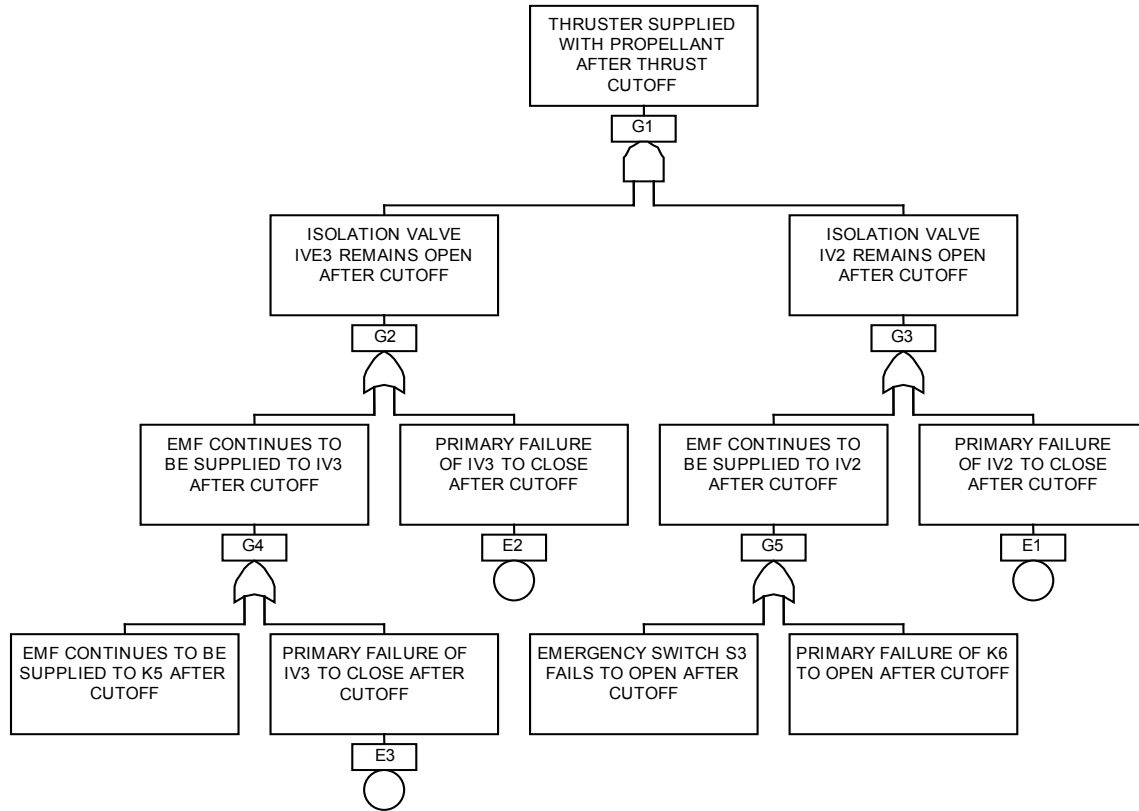 THRUSTER SUPPLIED
WITH PROPELLANT
AFTER THRUST
CUTOFF
G1
ISOLATION VALVE
IVE3 REMAINS OPEN
AFTER CUTOFF
ISOLATION VALVE
IV2 REMAINS OPEN
AFTER CUTOFF
G2
G3
EMF CONTINUES TO
BE SUPPLIED TO IV3
AFTER CUTOFF
PRIMARY FAILURE
OF IV3 TO CLOSE
AFTER CUTOFF
EMF CONTINUES TO
BE SUPPLIED TO IV2
AFTER CUTOFF
PRIMARY FAILURE
OF IV2 TO CLOSE
AFTER CUTOFF
G4
E2
G5
E1
EMF CONTINUES TO BE
SUPPLIED TO K5 AFTER
CUTOFF
PRIMARY FAILURE OF
IV3 TO CLOSE AFTER
CUTOFF
EMERGENCY SWITCH S3
FAILS TO OPEN AFTER
CUTOFF
PRIMARY FAILURE OF K6
TO OPEN AFTER CUTOFF
E3